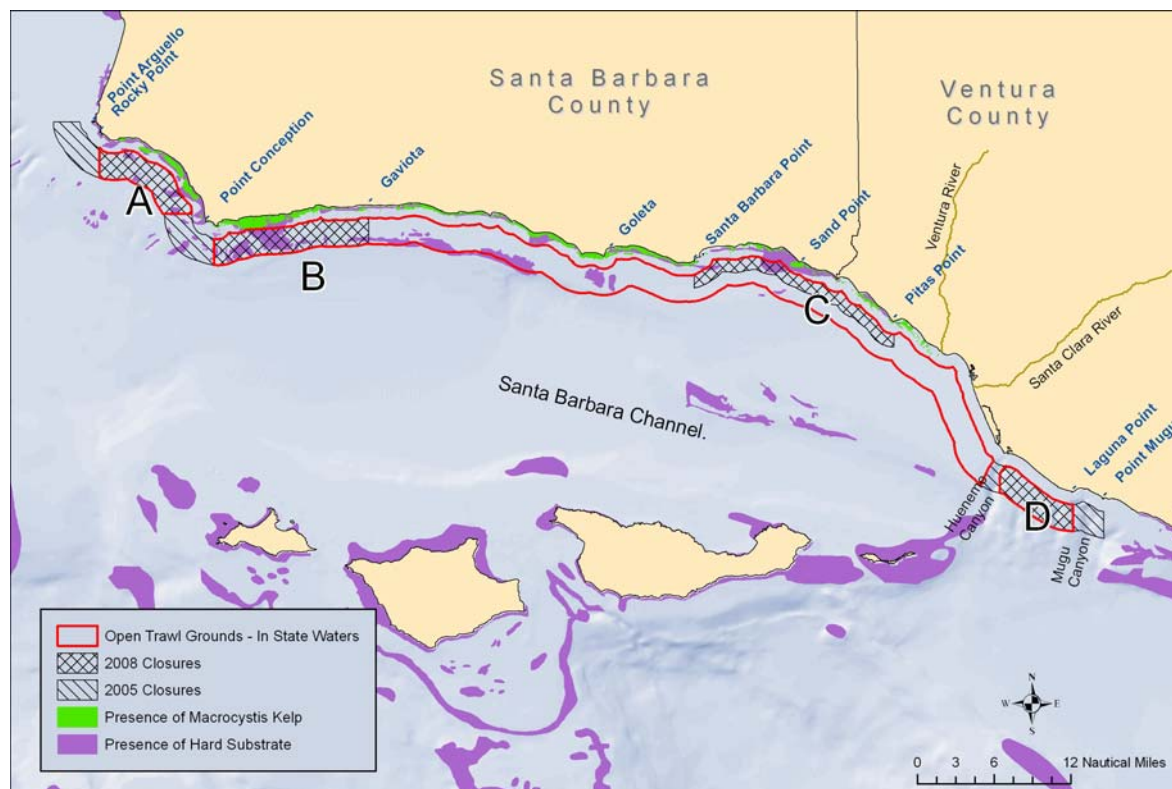 Santa Barbara
County
Ventura
County
Point Arguello
Rocky Point
Point Conception
Gaviota
Goleta
Santa Barbara Point
Sand Point
Pitas Point
Ventura River
Santa Clara River
Laguna Point
Point Mugu
A
B
C
D
Santa Barbara Channel.
Hueneme
Canyon
Mugu
Canyon
Open Trawl Grounds - In State Waters
2008 Closures
2005 Closures
Presence of Macrocystis Kelp
Presence of Hard Substrate
N
W E
S
0 3 6 12 Nautical Miles